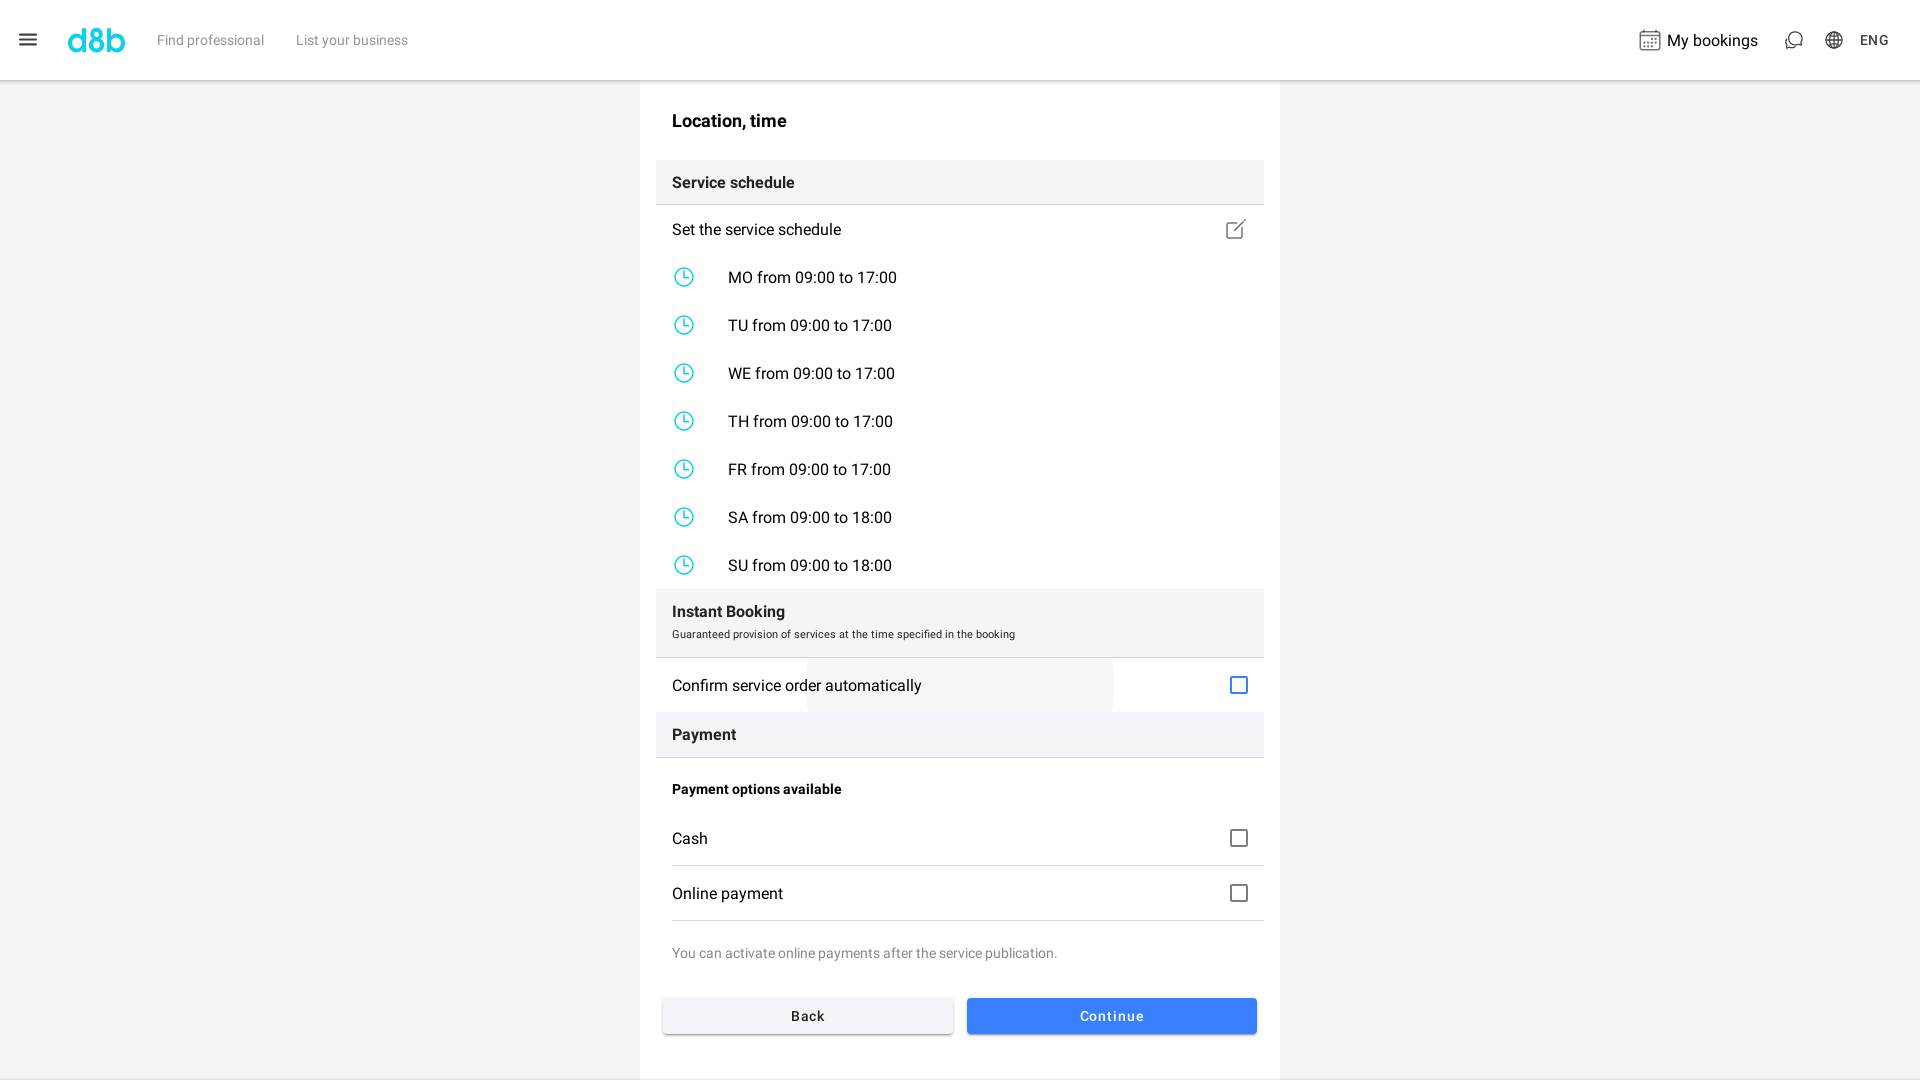 d8b
Find professional
List your business
My bookings
ENG
Location, time
Service schedule
Set the service schedule
MO from 09:00 to 17:00
TU from 09:00 to 17:00
WE from 09:00 to 17:00
TH from 09:00 to 17:00
FR from 09:00 to 17:00
SA from 09:00 to 18:00
SU from 09:00 to 18:00
Instant Booking
Guaranteed provision of services at the time specified in the booking
Confirm service order automatically
Payment
Payment options available
Cash
Online payment
You can activate online payments after the service publication.
Back
Continue